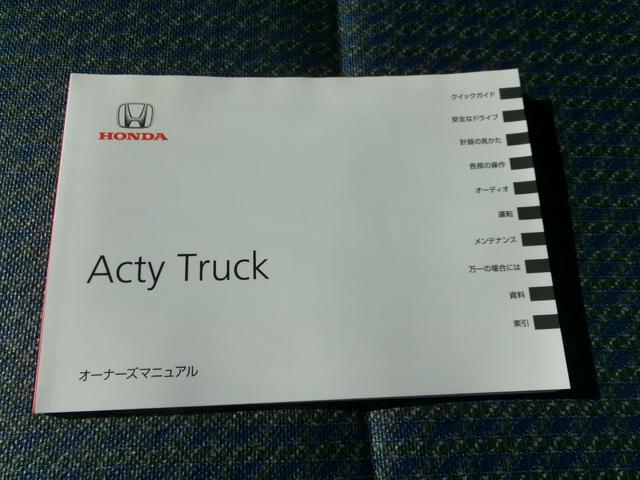 HONDA
Acty Truck
オーナーズマニュアル
クイックガイド
安全なドライブ
計器の見かた
各部の操作
オーディオ
運転
メンテナンス
万一の場合には
資料
索引